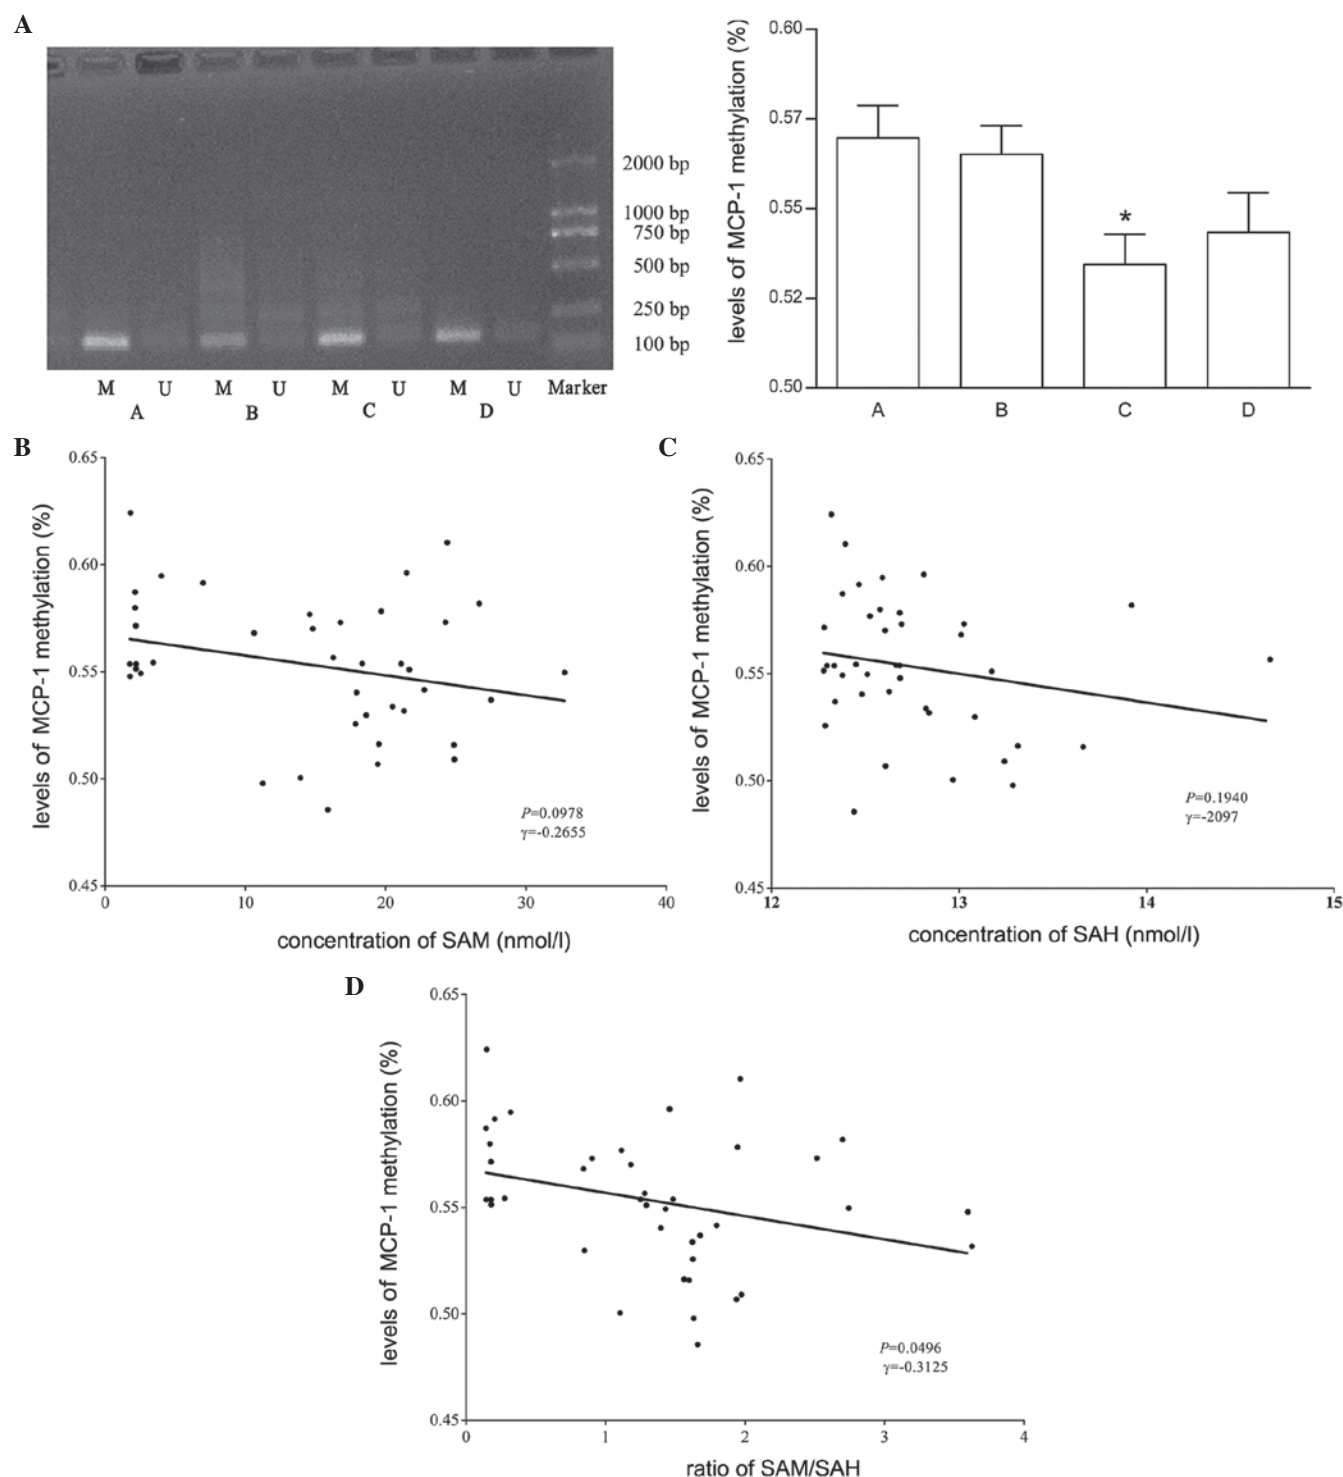 A
2000 bp
1000 bp
750 bp
500 bp
250 bp
100 bp
M U M U M U M U Marker
A B C D
levels of MCP-1 methylation (%)
0.60
0.57
0.55
0.52
0.50
*
A B C D
B
levels of MCP-1 methylation (%)
0.65
0.60
0.55
0.50
0.45
P=0.0978
γ=-0.2655
0 10 20 30 40
concentration of SAM (nmol/l)
C
levels of MCP-1 methylation (%)
0.65
0.60
0.55
0.50
0.45
P=0.1940
γ=-2097
12 13 14 15
concentration of SAH (nmol/l)
D
levels of MCP-1 methylation (%)
0.65
0.60
0.55
0.50
0.45
P=0.0496
γ=-0.3125
0 1 2 3 4
ratio of SAM/SAH